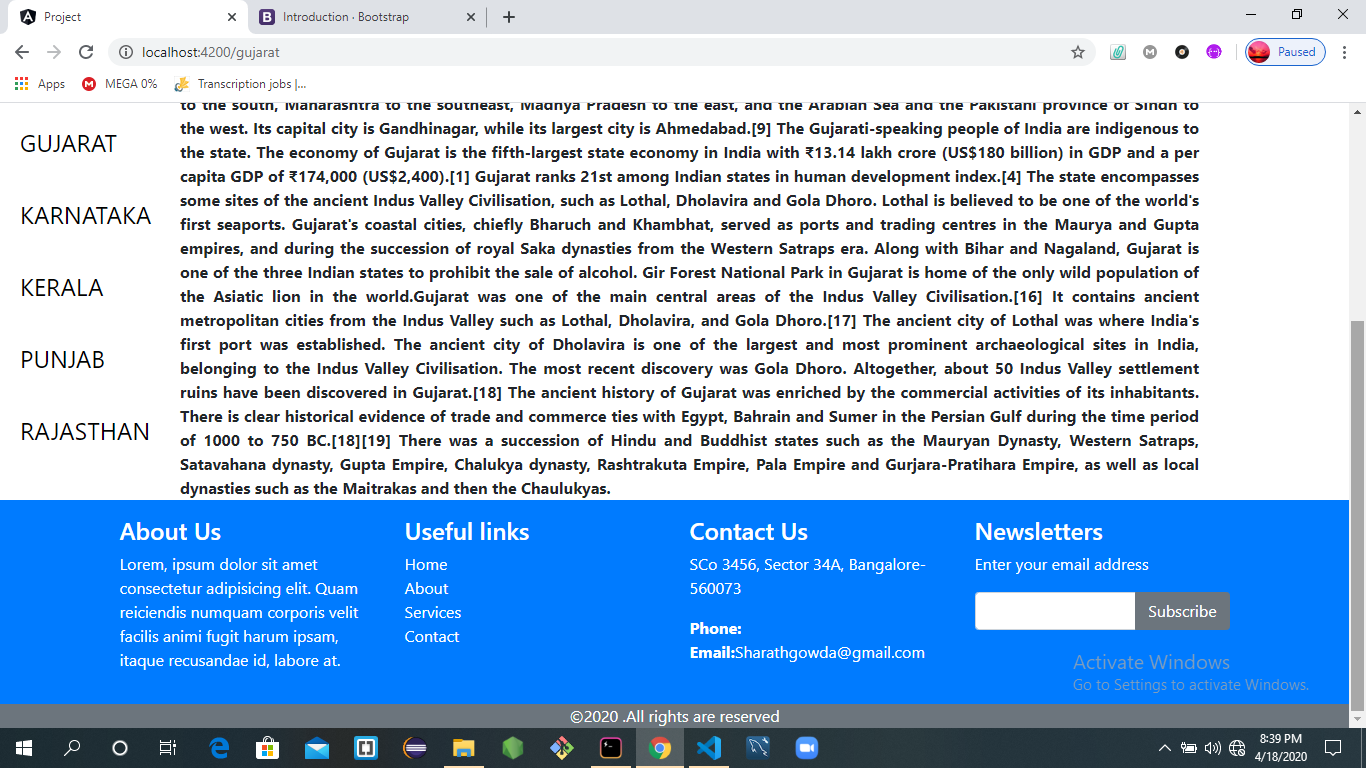 Project
Introduction · Bootstrap
localhost:4200/gujarat
Paused
Apps
MEGA 0%
Transcription jobs |...
to the south, Maharashtra to the southeast, Madhya Pradesh to the east, and the Arabian Sea and the Pakistani province of Sindh to
the west. Its capital city is Gandhinagar, while its largest city is Ahmedabad.[9] The Gujarati-speaking people of India are indigenous to
the state. The economy of Gujarat is the fifth-largest state economy in India with ₹13.14 lakh crore (US$180 billion) in GDP and a per
capita GDP of ₹174,000 (US$2,400).[1] Gujarat ranks 21st among Indian states in human development index.[4] The state encompasses
some sites of the ancient Indus Valley Civilisation, such as Lothal, Dholavira and Gola Dhoro. Lothal is believed to be one of the world's
first seaports. Gujarat's coastal cities, chiefly Bharuch and Khambhat, served as ports and trading centres in the Maurya and Gupta
empires, and during the succession of royal Saka dynasties from the Western Satraps era. Along with Bihar and Nagaland, Gujarat is
one of the three Indian states to prohibit the sale of alcohol. Gir Forest National Park in Gujarat is home of the only wild population of
the Asiatic lion in the world.Gujarat was one of the main central areas of the Indus Valley Civilisation.[16] It contains ancient
metropolitan cities from the Indus Valley such as Lothal, Dholavira, and Gola Dhoro.[17] The ancient city of Lothal was where India's
first port was established. The ancient city of Dholavira is one of the largest and most prominent archaeological sites in India,
belonging to the Indus Valley Civilisation. The most recent discovery was Gola Dhoro. Altogether, about 50 Indus Valley settlement
ruins have been discovered in Gujarat.[18] The ancient history of Gujarat was enriched by the commercial activities of its inhabitants.
There is clear historical evidence of trade and commerce ties with Egypt, Bahrain and Sumer in the Persian Gulf during the time period
of 1000 to 750 BC.[18][19] There was a succession of Hindu and Buddhist states such as the Mauryan Dynasty, Western Satraps,
Satavahana dynasty, Gupta Empire, Chalukya dynasty, Rashtrakuta Empire, Pala Empire and Gurjara-Pratihara Empire, as well as local
dynasties such as the Maitrakas and then the Chaulukyas.
GUJARAT
KARNATAKA
KERALA
PUNJAB
RAJASTHAN
About Us
Lorem, ipsum dolor sit amet
consectetur adipisicing elit. Quam
reiciendis numquam corporis velit
facilis animi fugit harum ipsam,
itaque recusandae id, labore at.
Useful links
Home
About
Services
Contact
Contact Us
SCo 3456, Sector 34A, Bangalore-
560073
Phone:
Email:Sharathgowda@gmail.com
Newsletters
Enter your email address
Subscribe
Activate Windows
Go to Settings to activate Windows.
©2020 .All rights are reserved
8:39 PM
4/18/2020